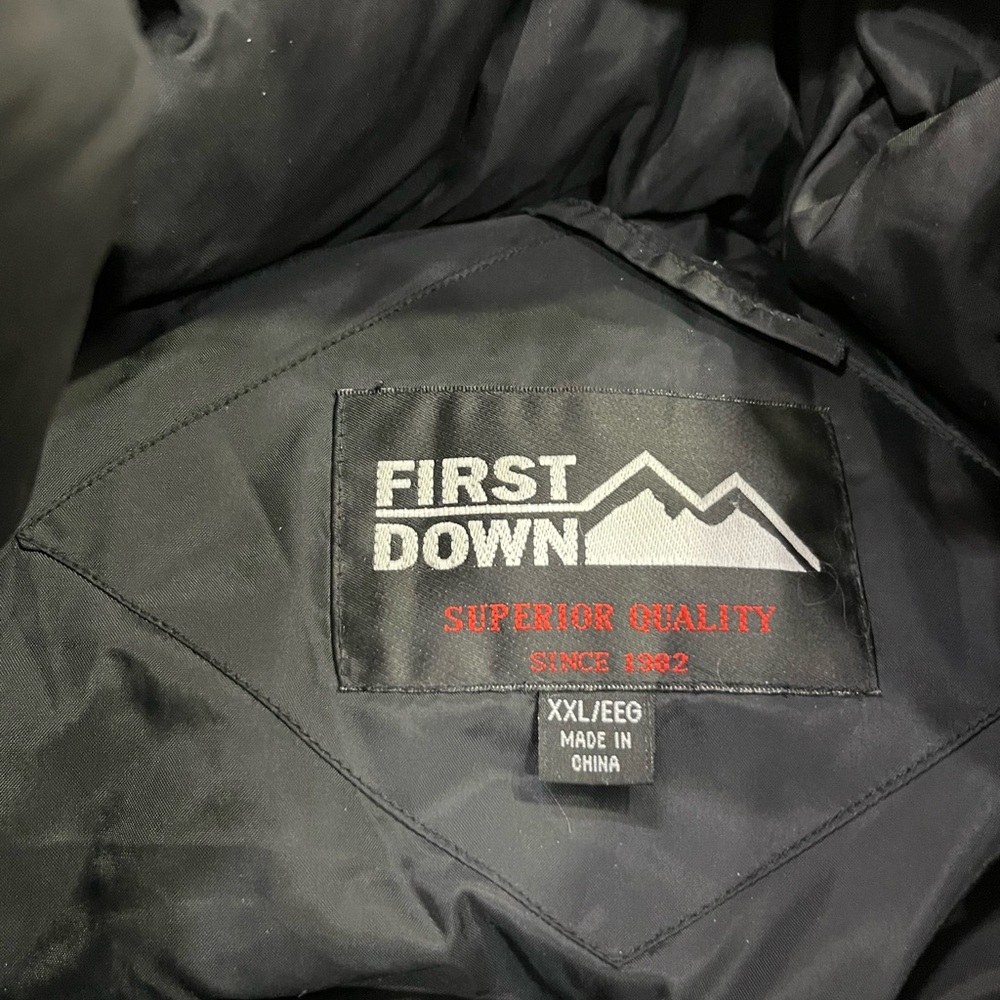 FIRST
DOWN
SUPERIOR QUALITY
SINCE 1982
XXL/EEG
MADE IN
CHINA